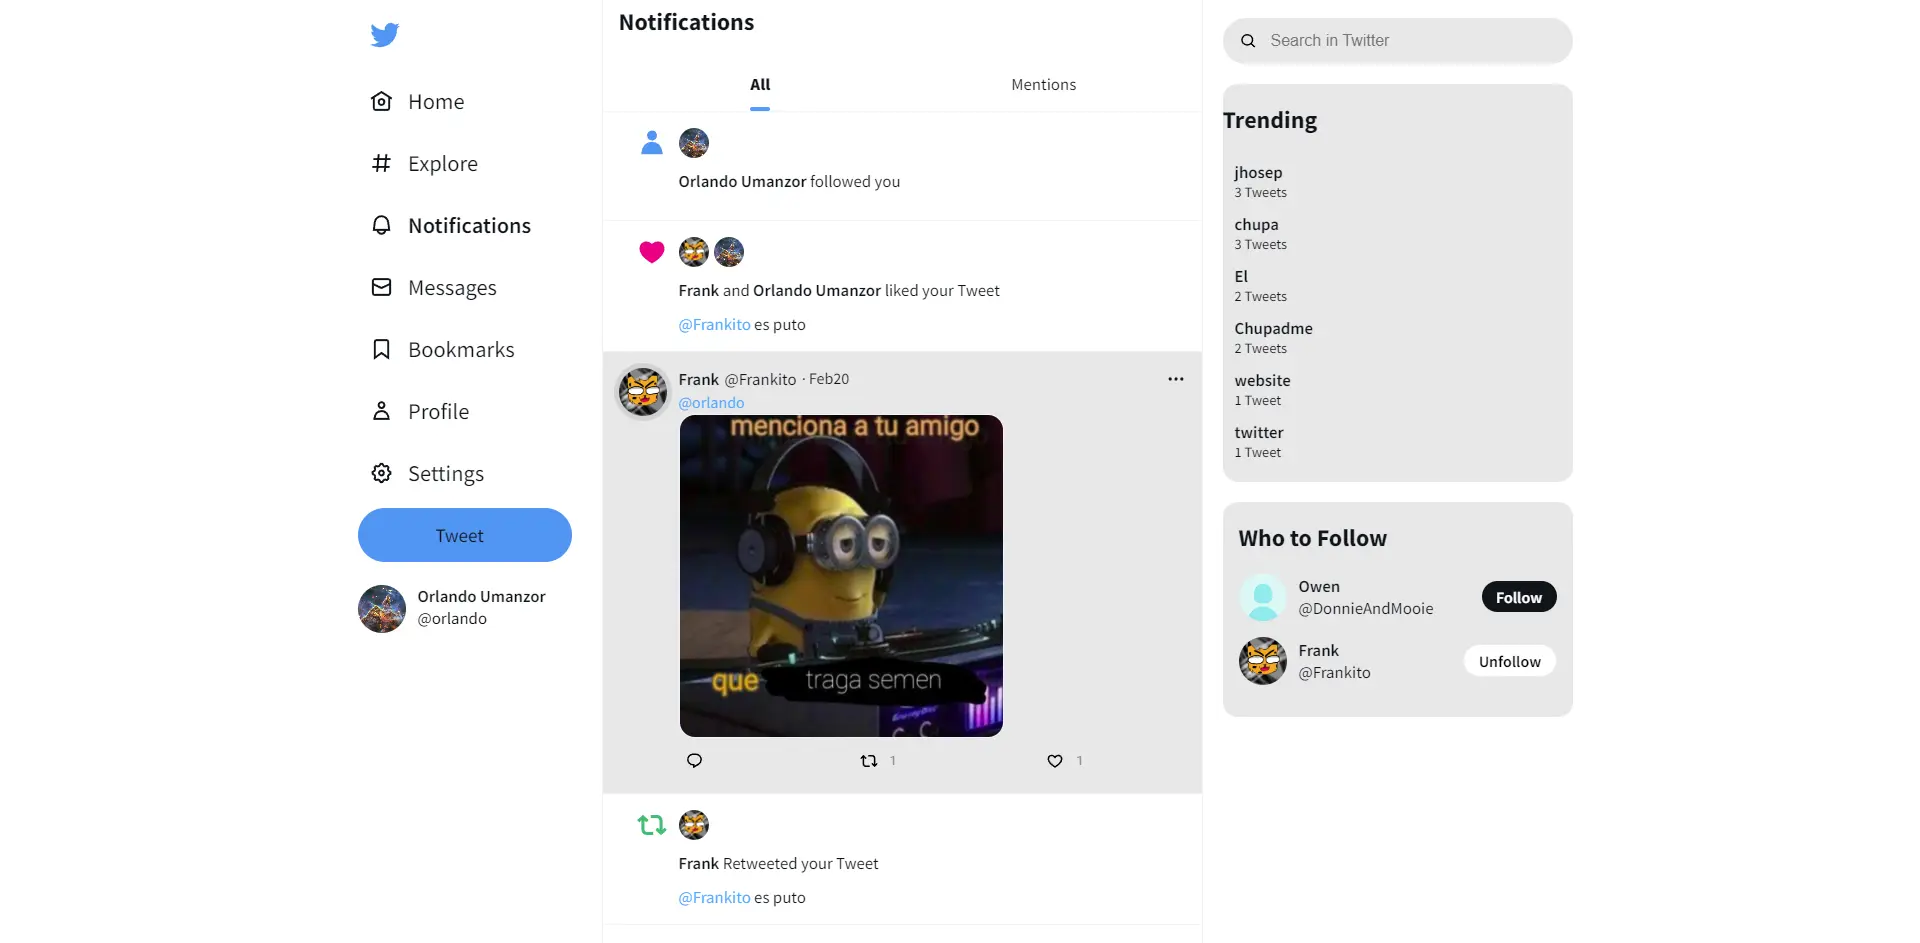 Notifications
All
Mentions
Orlando Umanzor followed you
Frank and Orlando Umanzor liked your Tweet
@Frankito es puto
Frank @Frankito · Feb20
@orlando
menciona a tu amigo
que traga semen
1
1
Frank Retweeted your Tweet
@Frankito es puto
Home
Explore
Notifications
Messages
Bookmarks
Profile
Settings
Tweet
Orlando Umanzor
@orlando
Search in Twitter
Trending
jhosep
3 Tweets
chupa
3 Tweets
El
2 Tweets
Chupadme
2 Tweets
website
1 Tweet
twitter
1 Tweet
Who to Follow
Owen
@DonnieAndMooie
Follow
Frank
@Frankito
Unfollow